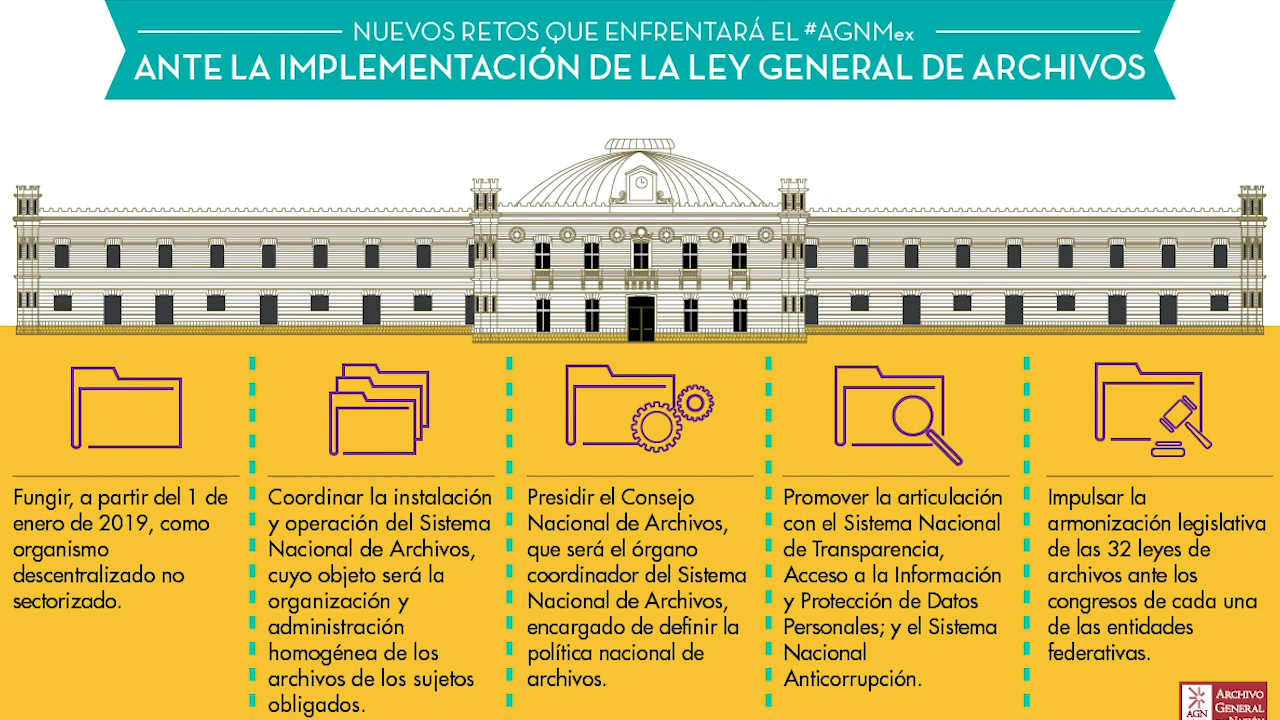 NUEVOS RETOS QUE ENFRENTARÁ EL #AGNMex
ANTE LA IMPLEMENTACIÓN DE LA LEY GENERAL DE ARCHIVOS
Fungir, a partir del 1 de
enero de 2019, como
organismo
descentralizado no
sectorizado.
Coordinar la instalación
y operación del Sistema
Nacional de Archivos,
cuyo objeto será la
organización y
administración
homogénea de los
archivos de los sujetos
obligados.
Presidir el Consejo
Nacional de Archivos,
que será el órgano
coordinador del Sistema
Nacional de Archivos,
encargado de definir la
política nacional de
archivos.
Promover la articulación
con el Sistema Nacional
de Transparencia,
Acceso a la Información
y Protección de Datos
Personales; y el Sistema
Nacional
Anticorrupción.
Impulsar la
armonización legislativa
de las 32 leyes de
archivos ante los
congresos de cada una
de las entidades
federativas.
AGN
ARCHIVO
GENERAL